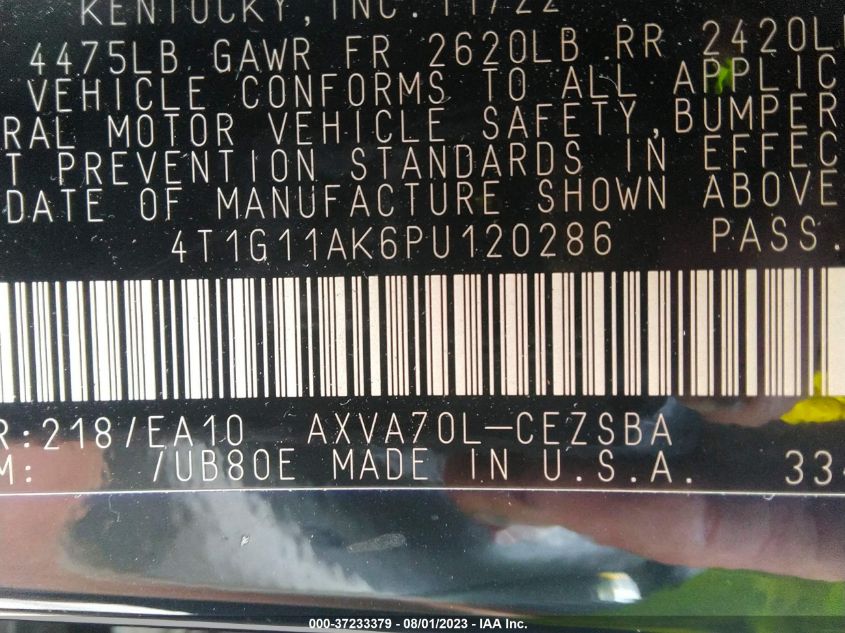 KENTUCKY, INC. 11/22
4475LB GAWR FR 2620LB RR 2420L
VEHICLE CONFORMS TO ALL APPLIC
RAL MOTOR VEHICLE SAFETY, BUMPER
T PREVENTION STANDARDS IN EFFEC
DATE OF MANUFACTURE SHOWN ABOVE
4T1G11AK6PU120286 PASS.
R:218/EA10 AXVA70L-CEZSBA
M: /UB80E MADE IN U.S.A. 334
000-37233379 - 08/01/2023 - IAA Inc.